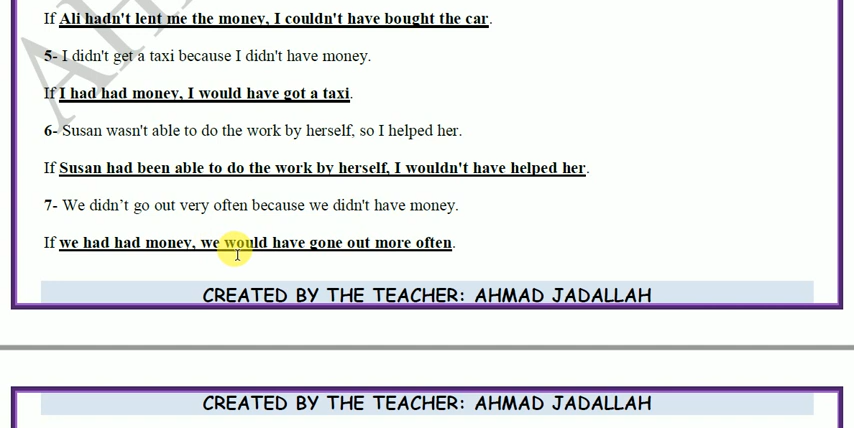 If Ali hadn't lent me the money, I couldn't have bought the car.
5- I didn't get a taxi because I didn't have money.
If I had had money, I would have got a taxi.
6- Susan wasn't able to do the work by herself, so I helped her.
If Susan had been able to do the work by herself, I wouldn't have helped her.
7- We didn’t go out very often because we didn't have money.
If we had had money, we would have gone out more often.
CREATED BY THE TEACHER: AHMAD JADALLAH
CREATED BY THE TEACHER: AHMAD JADALLAH